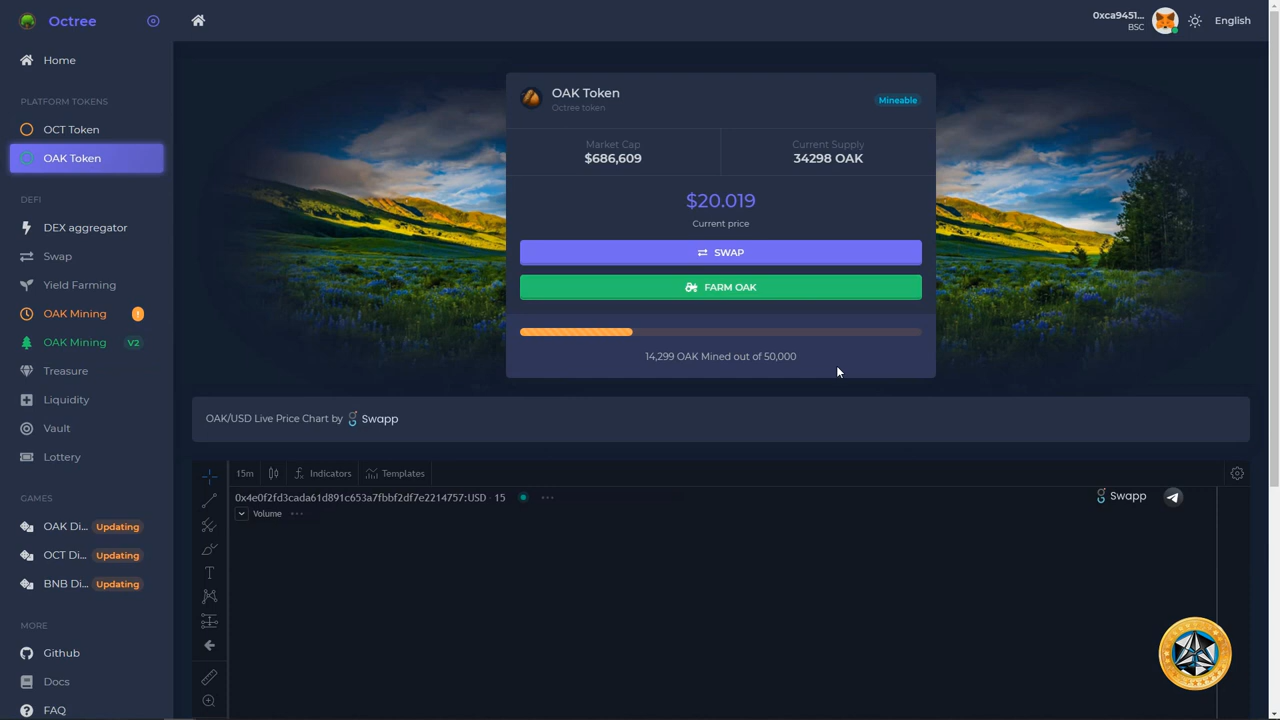 Octree
0xca9451...
BSC
English
Home
PLATFORM TOKENS
OCT Token
OAK Token
DEFI
DEX aggregator
Swap
Yield Farming
OAK Mining !
OAK Mining V2
Treasure
Liquidity
Vault
Lottery
GAMES
OAK Di... Updating
OCT Di... Updating
BNB Di... Updating
MORE
Github
Docs
FAQ
OAK Token
Octree token
Mineable
Market Cap
$686,609
Current Supply
34298 OAK
$20.019
Current price
SWAP
FARM OAK
14,299 OAK Mined out of 50,000
OAK/USD Live Price Chart by Swapp
15m Indicators Templates
0x4e0f2fd3cada61d891c653a7fbbf2df7e2214757:USD · 15
Swapp
Volume